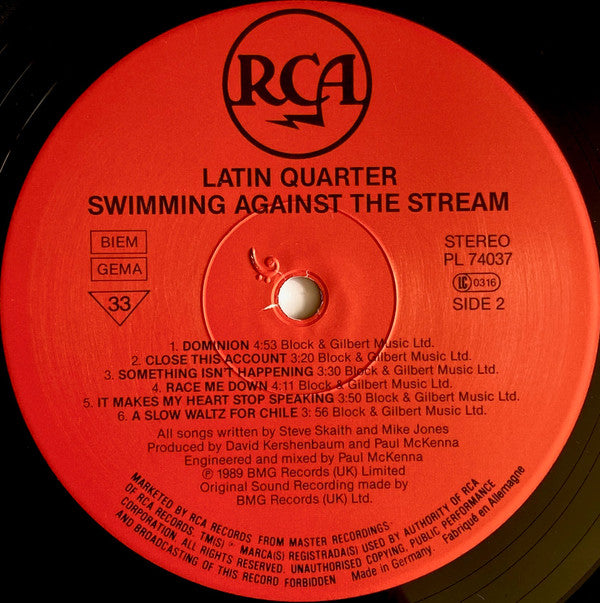 RCA
LATIN QUARTER
SWIMMING AGAINST THE STREAM
BIEM
GEMA
33
STEREO
PL 74037
LC 0316
SIDE 2
1. DOMINION 4:53 Block & Gilbert Music Ltd.
2. CLOSE THIS ACCOUNT 3:20 Block & Gilbert Music Ltd.
3. SOMETHING ISN'T HAPPENING 3:30 Block & Gilbert Music Ltd.
4. RACE ME DOWN 4:11 Block & Gilbert Music Ltd.
5. IT MAKES MY HEART STOP SPEAKING 3:50 Block & Gilbert Music Ltd.
6. A SLOW WALTZ FOR CHILE 3: 56 Block & Gilbert Music Ltd.
All songs written by Steve Skaith and Mike Jones
Produced by David Kershenbaum and Paul McKenna
Engineered and mixed by Paul McKenna
℗ 1989 BMG Records (UK) Limited
Original Sound Recording made by
BMG Records (UK) Ltd.
MARKETED BY RCA RECORDS FROM MASTER RECORDINGS
OF RCA RECORDS, TM(S) ® MARCA(S) REGISTRADA(S) USED BY AUTHORITY OF RCA
CORPORATION. ALL RIGHTS RESERVED. UNAUTHORISED COPYING, PUBLIC PERFORMANCE
AND BROADCASTING OF THIS RECORD FORBIDDEN Made in Germany. Fabriqué en Allemagne